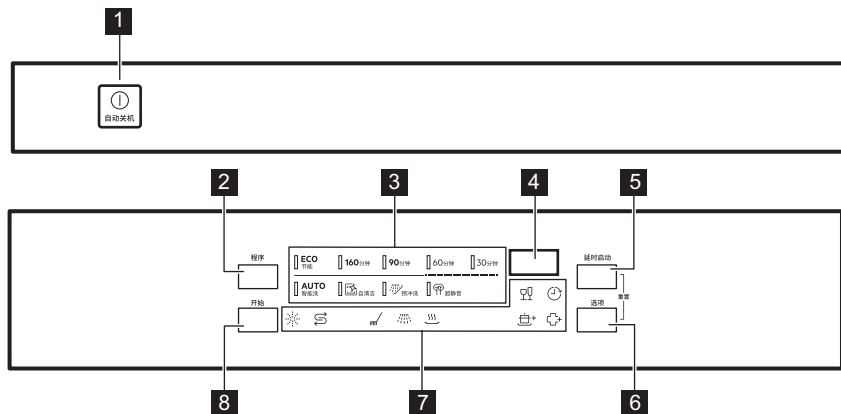 1
自动关机
2
3
4
5
程序
ECO
节能
160分钟
90分钟
60分钟
30分钟
延时启动
AUTO
智能洗
自清洁
预冲洗
超静音
重置
开始
选项
8
7
6